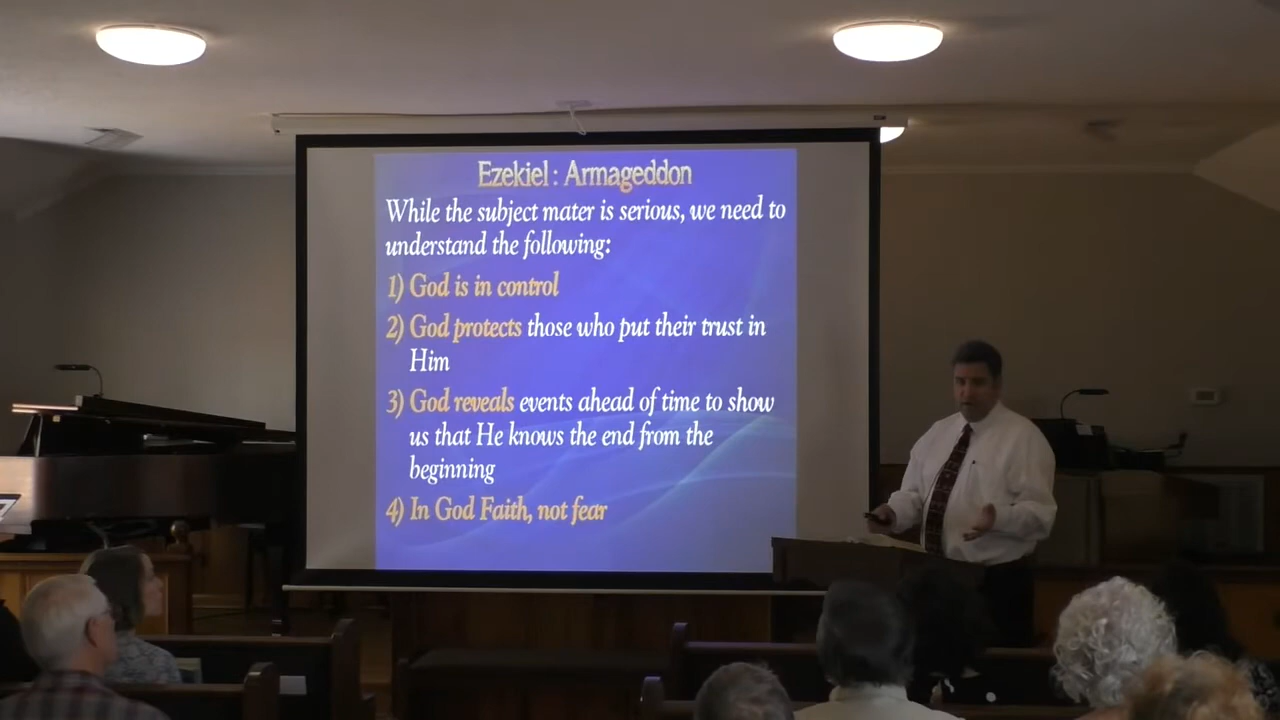 Ezekiel : Armageddon
While the subject mater is serious, we need to
understand the following:
1) God is in control
2) God protects those who put their trust in
Him
3) God reveals events ahead of time to show
us that He knows the end from the
beginning
4) In God Faith, not fear